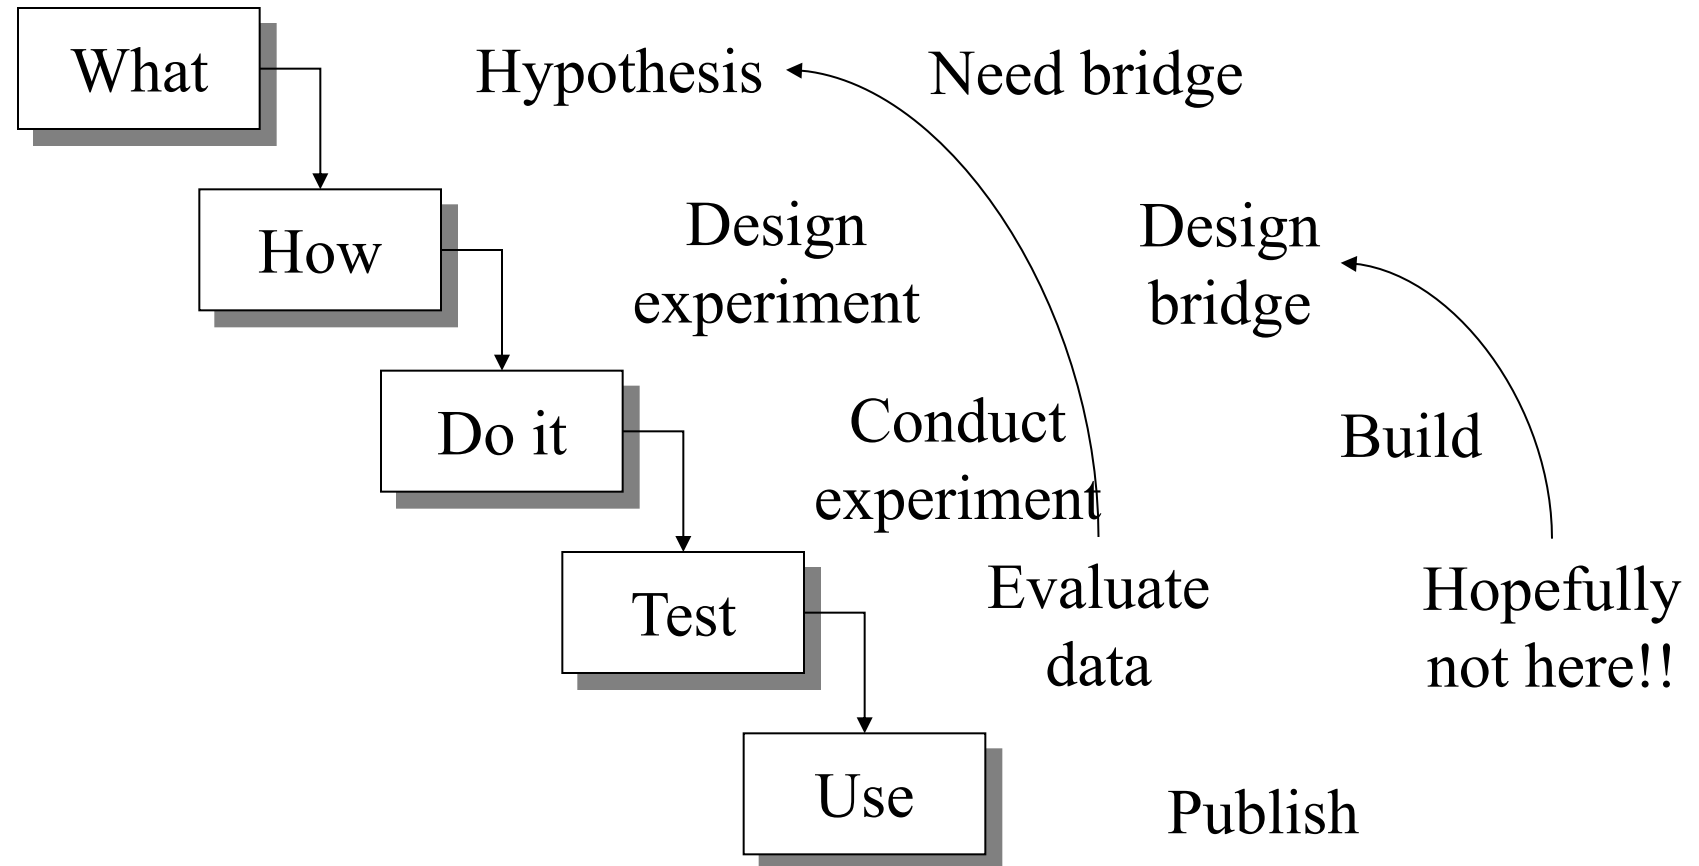 What
Hypothesis
Need bridge
How
Design
experiment
Design
bridge
Do it
Conduct
experiment
Build
Test
Evaluate
data
Hopefully
not here!!
Use
Publish